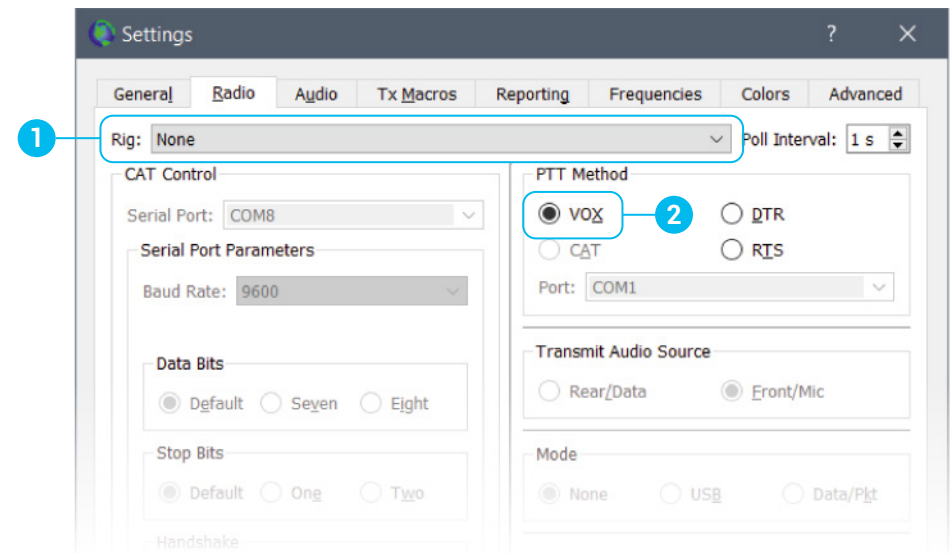 Settings ?
General Radio Audio Tx Macros Reporting Frequencies Colors Advanced
1 Rig: None Poll Interval: 1 s
CAT Control
Serial Port: COM8
Serial Port Parameters
Baud Rate: 9600
Data Bits
Default Seven Eight
Stop Bits
Default One Two
Handshake
PTT Method
VOX 2 DTR
CAT RTS
Port: COM1
Transmit Audio Source
Rear/Data Front/Mic
Mode
None USB Data/Pkt